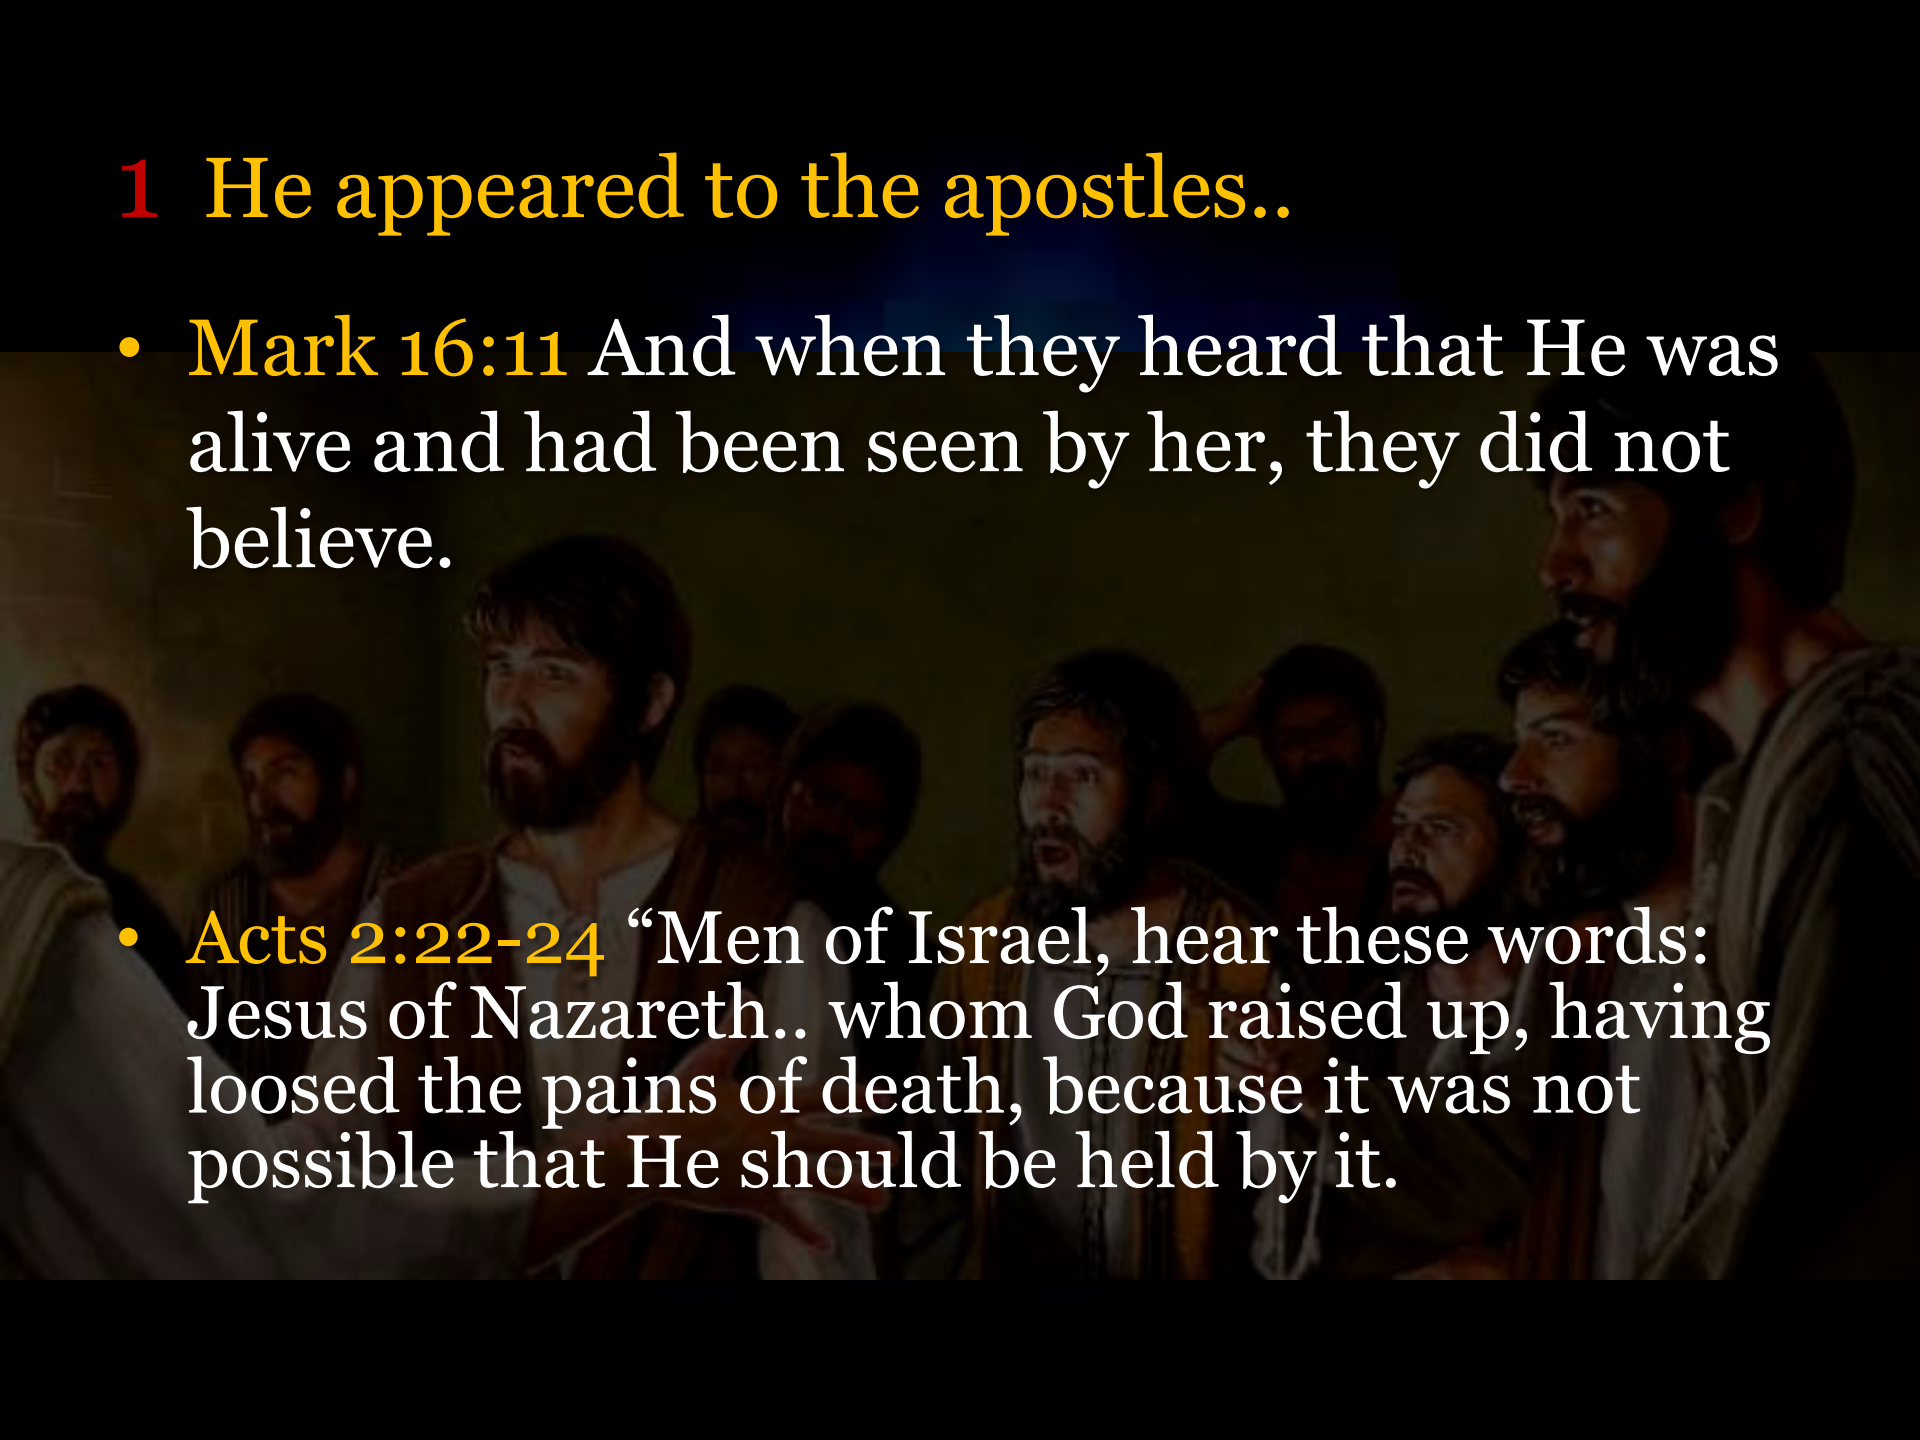 1 He appeared to the apostles..
• Mark 16:11 And when they heard that He was
alive and had been seen by her, they did not
believe.
• Acts 2:22-24 “Men of Israel, hear these words:
Jesus of Nazareth.. whom God raised up, having
loosed the pains of death, because it was not
possible that He should be held by it.